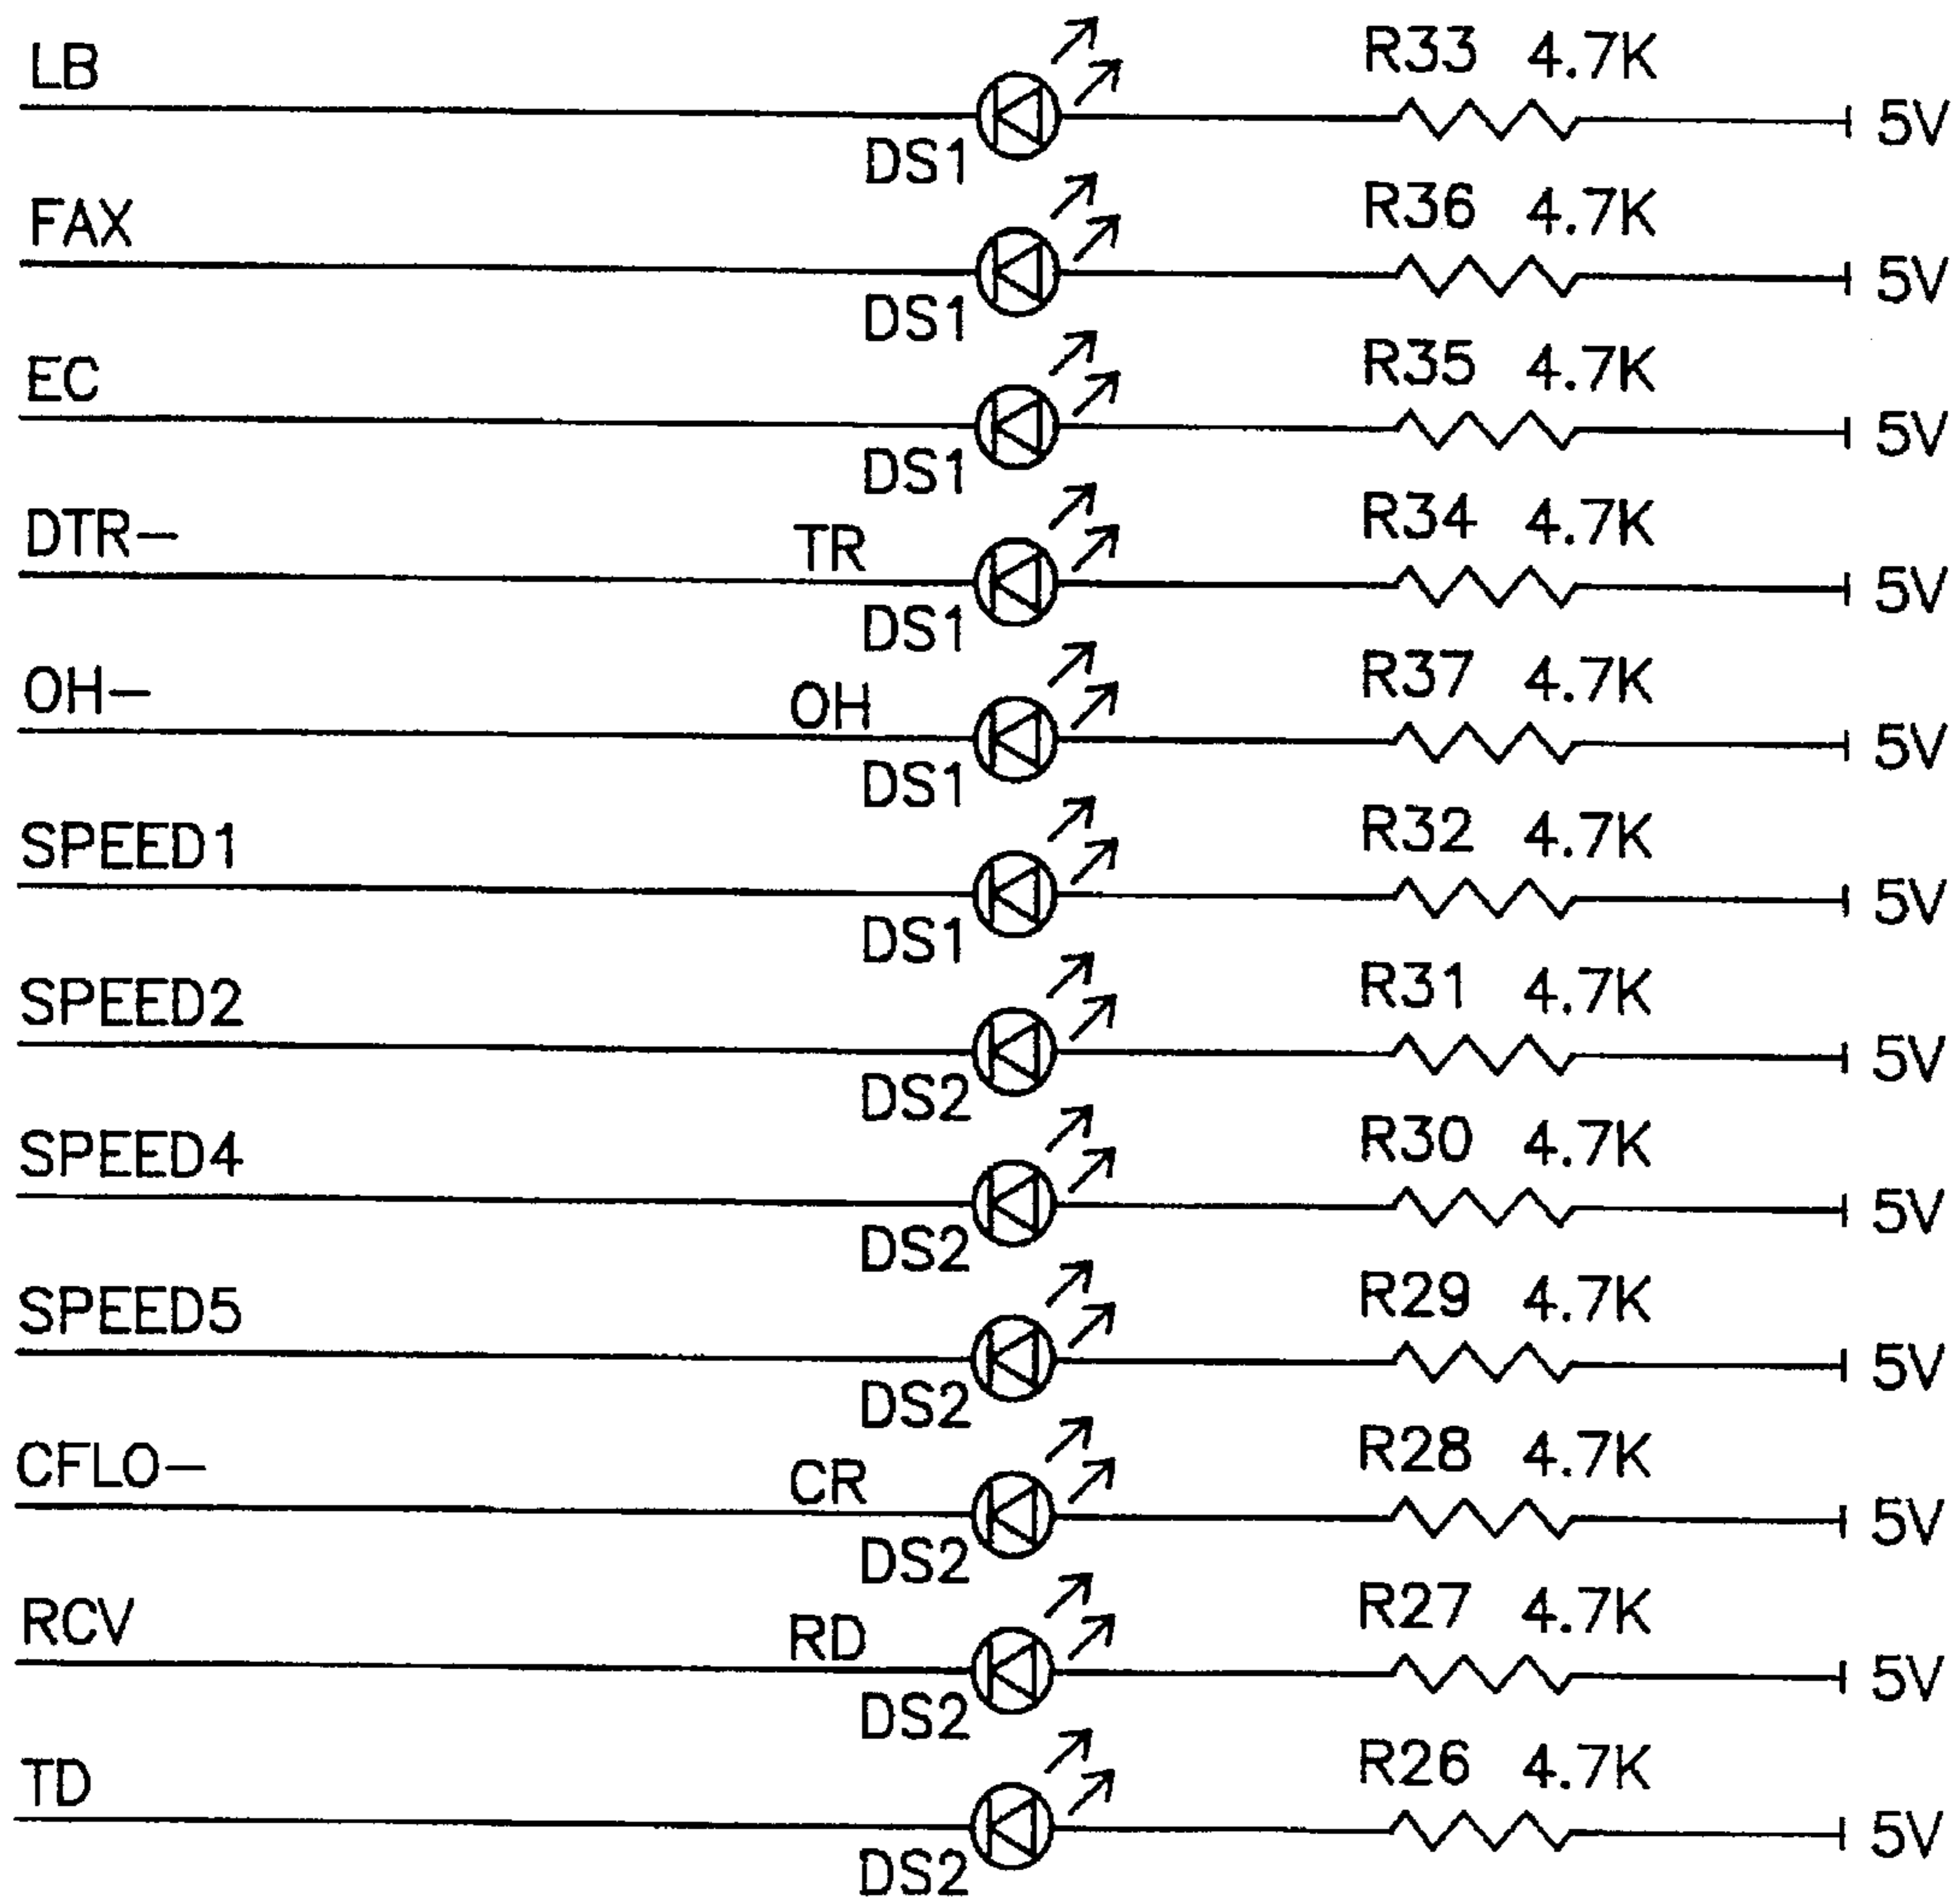 LB R33 4.7K
DS1 5V
FAX R36 4.7K
DS1 5V
EC R35 4.7K
DS1 5V
DTR- TR R34 4.7K
DS1 5V
OH- OH R37 4.7K
DS1 5V
SPEED1 R32 4.7K
DS1 5V
SPEED2 R31 4.7K
DS2 5V
SPEED4 R30 4.7K
DS2 5V
SPEED5 R29 4.7K
DS2 5V
CFLO- CR R28 4.7K
DS2 5V
RCV RD R27 4.7K
DS2 5V
TD R26 4.7K
DS2 5V